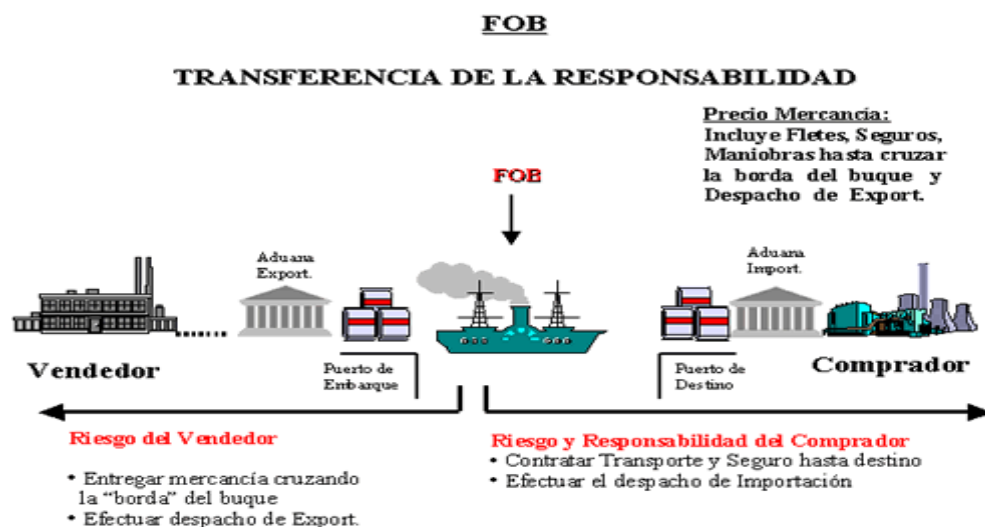 FOB
TRANSFERENCIA DE LA RESPONSABILIDAD
Precio Mercancía:
Incluye Fletes, Seguros,
Maniobras hasta cruzar
la borda del buque y
Despacho de Export.
FOB
Aduana
Export.
Aduana
Import.
Vendedor
Puerto de
Embarque
Puerto de
Destino
Comprador
Riesgo del Vendedor
• Entregar mercancía cruzando
la "borda" del buque
• Efectuar despacho de Export.
Riesgo y Responsabilidad del Comprador
• Contratar Transporte y Seguro hasta destino
• Efectuar el despacho de Importación